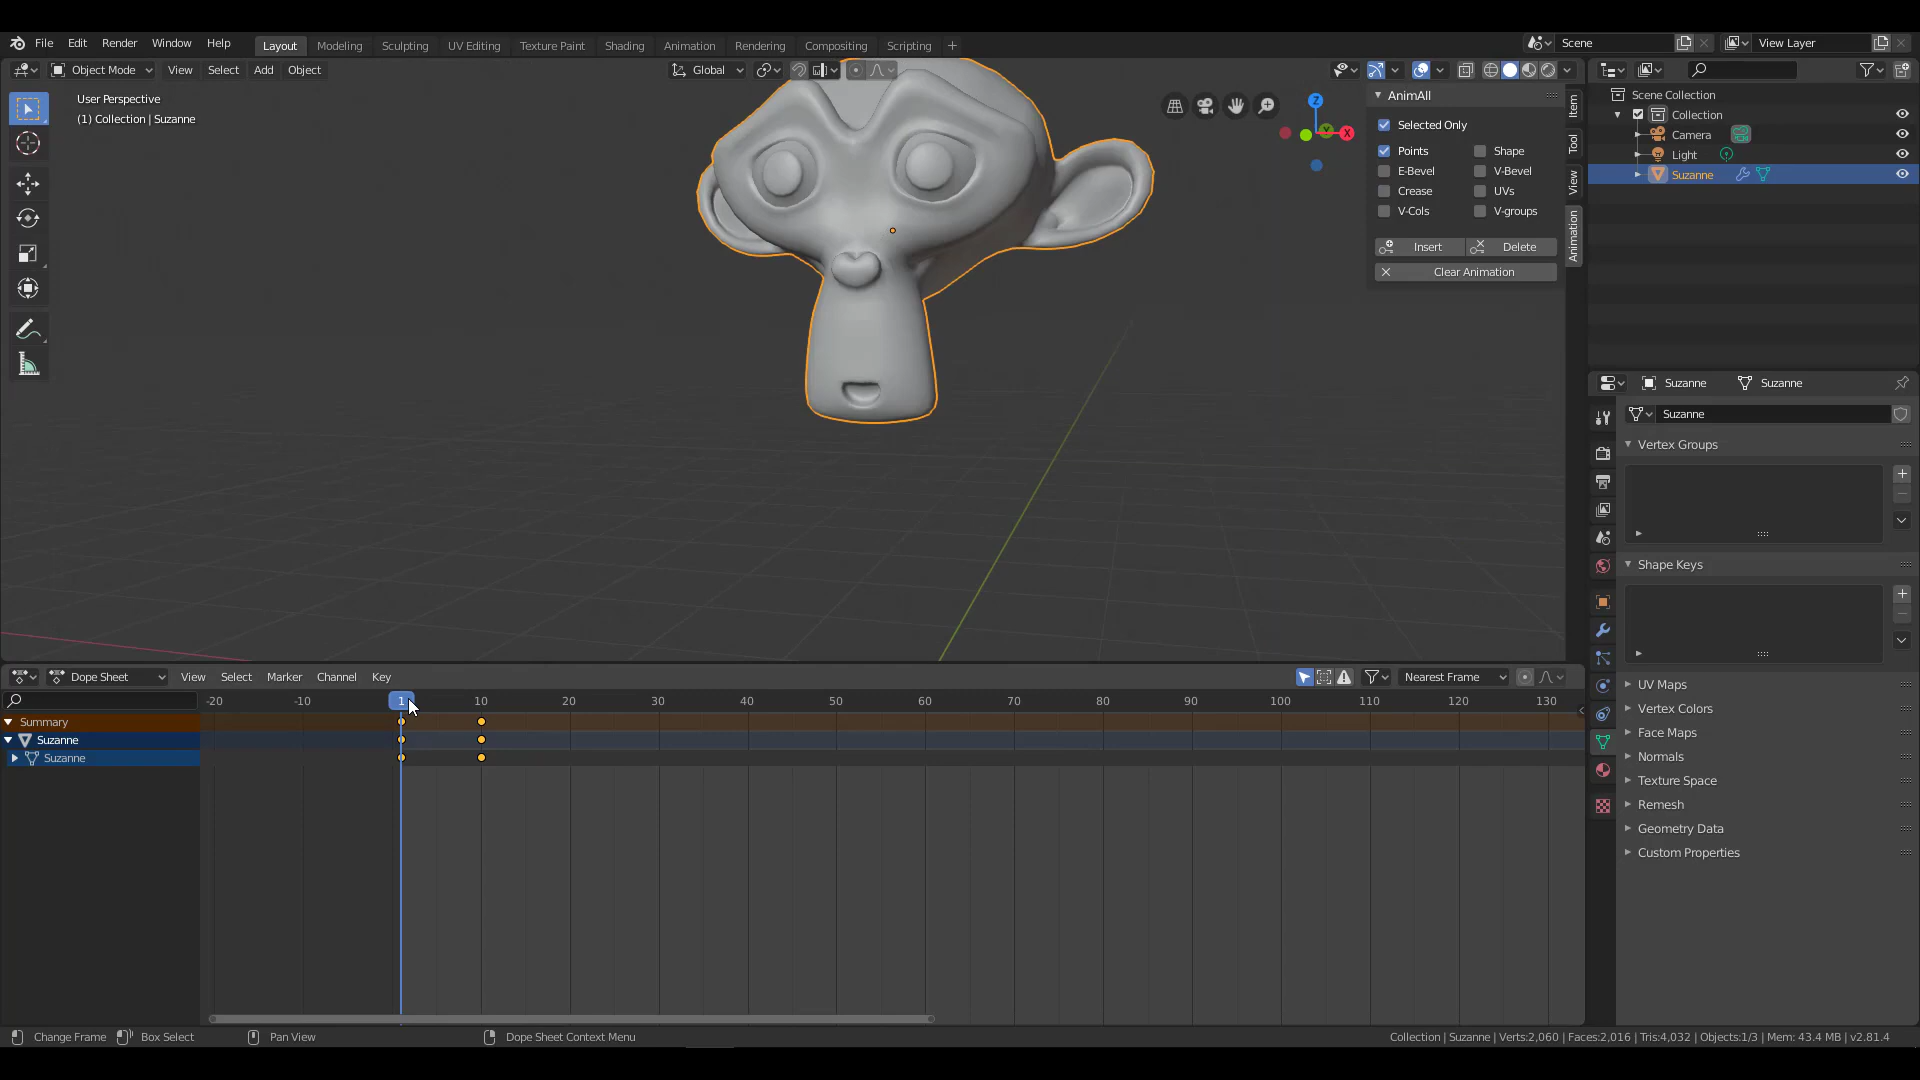 File Edit Render Window Help Layout Modeling Sculpting UV Editing Texture Paint Shading Animation Rendering Compositing Scripting + Scene View Layer
Object Mode View Select Add Object Global
User Perspective
(1) Collection | Suzanne
Z
Y
X
AnimAll
Selected Only
Points Shape
E-Bevel V-Bevel
Crease UVs
V-Cols V-groups
Insert Delete
Clear Animation
Item
Tool
View
Animation
Scene Collection
Collection
Camera
Light
Suzanne
Suzanne Suzanne
Suzanne
Vertex Groups
Shape Keys
UV Maps
Vertex Colors
Face Maps
Normals
Texture Space
Remesh
Geometry Data
Custom Properties
Dope Sheet View Select Marker Channel Key Nearest Frame
-20 -10 1 10 20 30 40 50 60 70 80 90 100 110 120 130
Summary
Suzanne
Suzanne
Change Frame Box Select Pan View Dope Sheet Context Menu Collection | Suzanne | Verts:2,060 | Faces:2,016 | Tris:4,032 | Objects:1/3 | Mem: 43.4 MB | v2.81.4